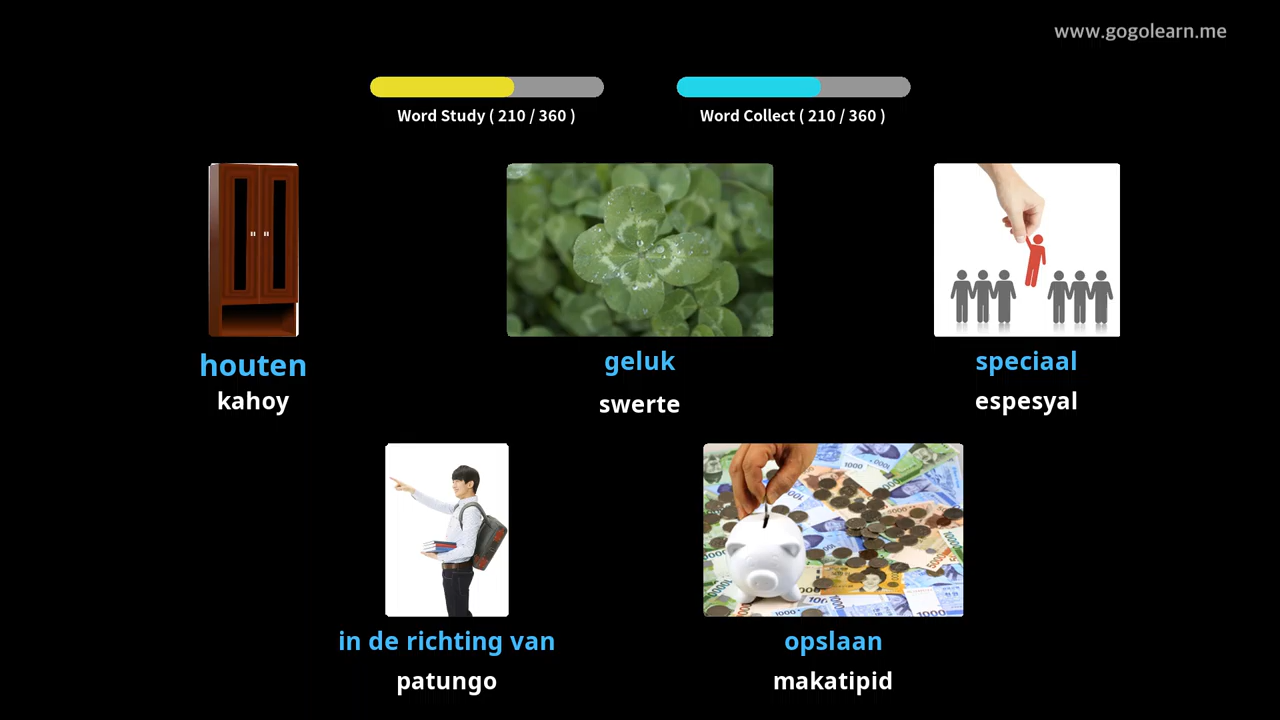 www.gogolearn.me
Word Study ( 210 / 360 )
Word Collect ( 210 / 360 )
houten
kahoy
geluk
swerte
speciaal
espesyal
in de richting van
patungo
opslaan
makatipid